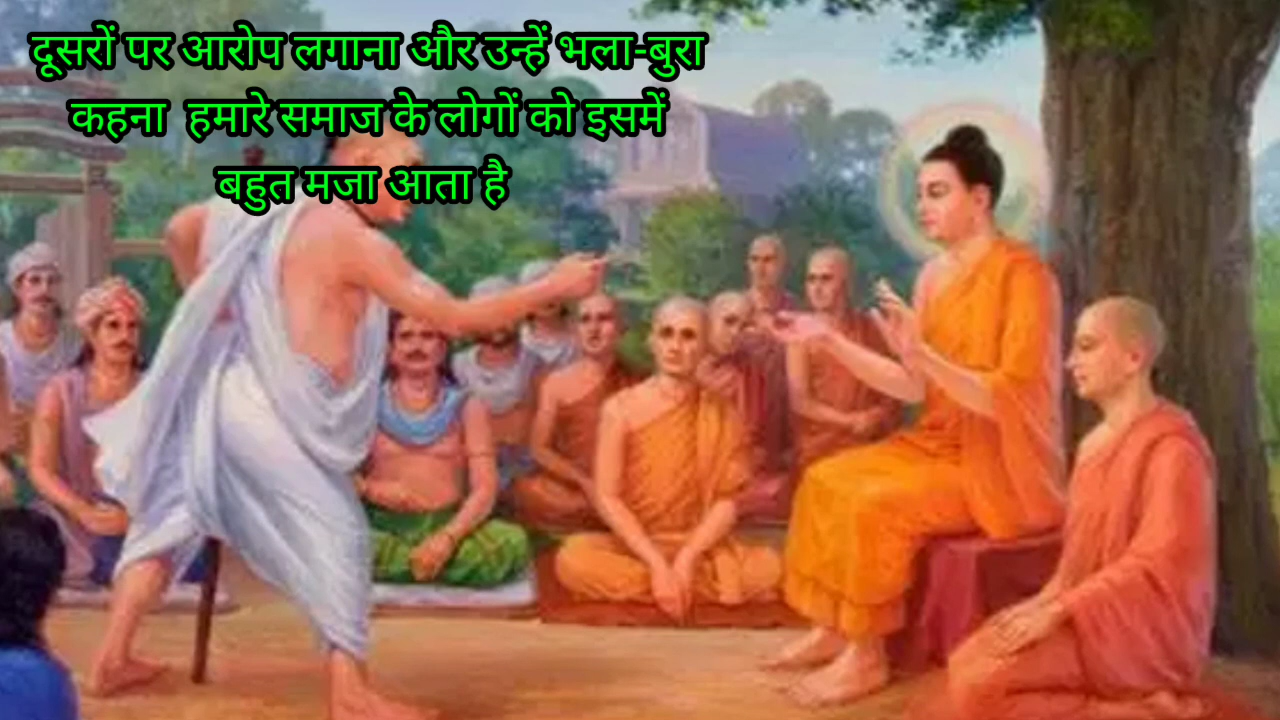 दूसरों पर आरोप लगाना और उन्हें भला-बुरा
कहना हमारे समाज के लोगों को इसमें
बहुत मजा आता है